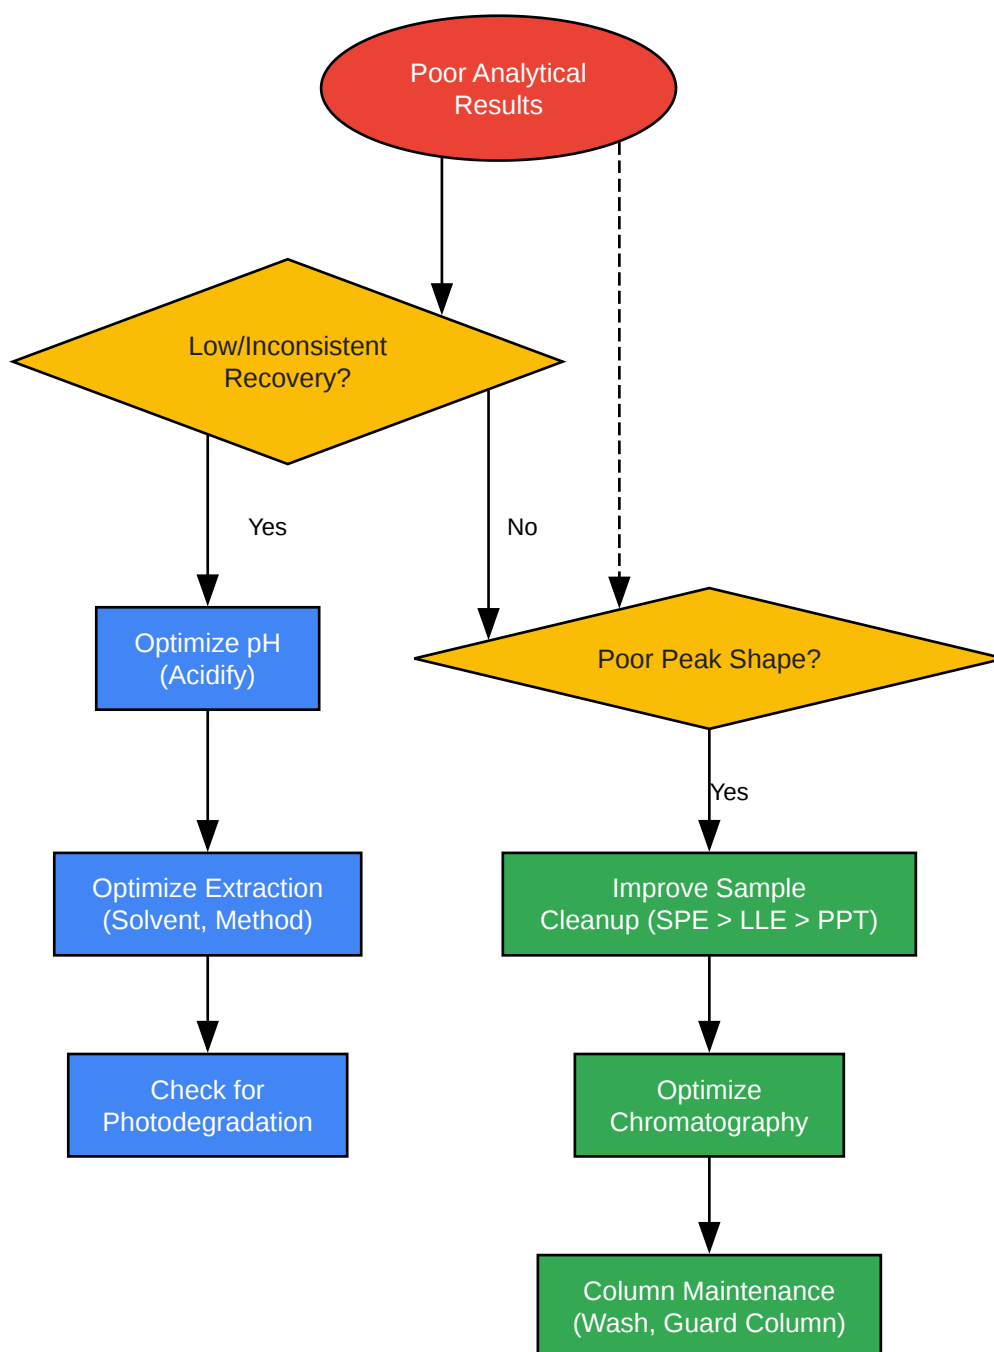 Poor Analytical
Results
Low/Inconsistent
Recovery?
Yes
No
Optimize pH
(Acidify)
Poor Peak Shape?
Yes
Optimize Extraction
(Solvent, Method)
Improve Sample
Cleanup (SPE > LLE > PPT)
Check for
Photodegradation
Optimize
Chromatography
Column Maintenance
(Wash, Guard Column)